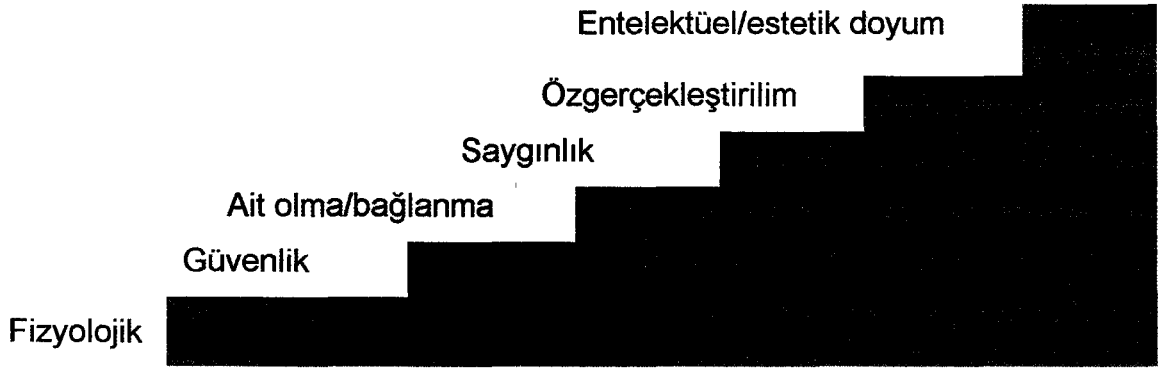 Entelektüel/estetik doyum
Özgerçekleştirilim
Saygınlık
Ait olma/bağlanma
Güvenlik
Fizyolojik